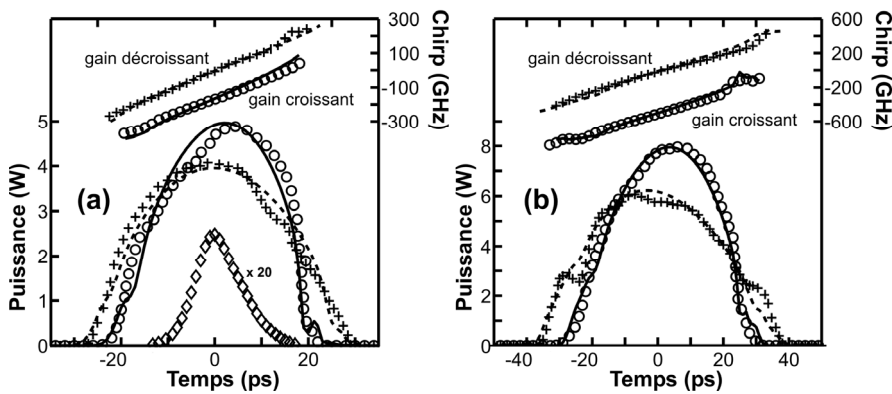 300
100
-100
-300
Chirp (GHz)
gain décroissant
gain croissant
5
4
3
2
1
0
Puissance (W)
(a)
x 20
-20
0
20
Temps (ps)
600
200
-200
-600
Chirp (GHz)
gain décroissant
gain croissant
8
6
4
2
0
Puissance (W)
(b)
-40
-20
0
20
40
Temps (ps)